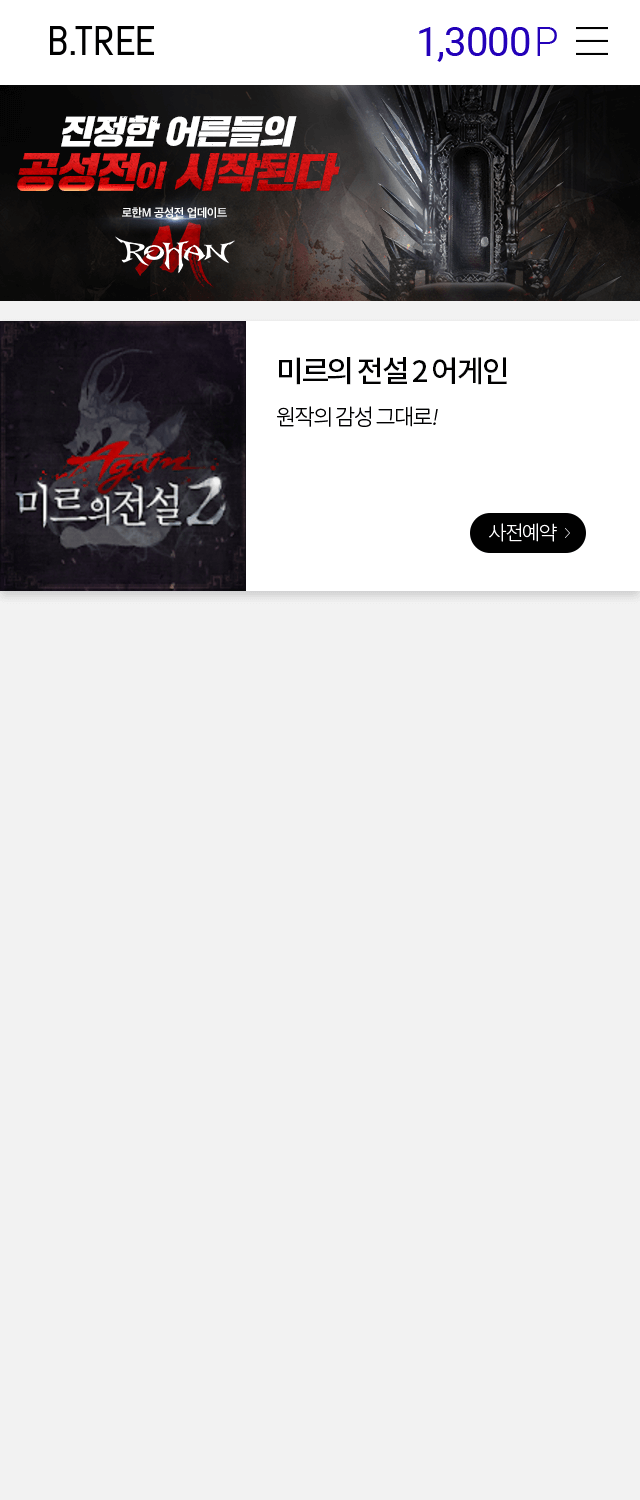 B.TREE
1,3000P
진정한 어른들의
공성전이 시작된다
로한M 공성전 업데이트
ROHAN M
미르의 전설 2 어게인
원작의 감성 그대로!
Again
미르의전설2
사전예약